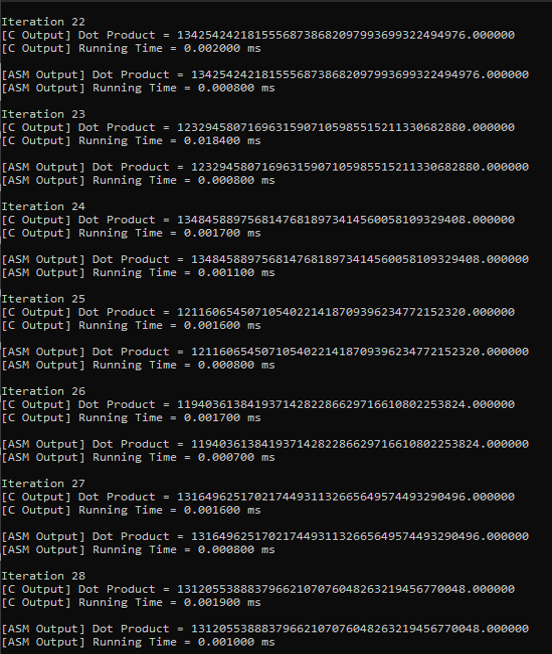 Iteration 22
[C Output] Dot Product = 134254242181555687386820979936993224949​76.000000
[C Output] Running Time = 0.002000 ms
[ASM Output] Dot Product = 13425424218155568738682097993699322494976.000000
[ASM Output] Running Time = 0.000800 ms
Iteration 23
[C Output] Dot Product = 12329458071696315907105985515211330682880.000000
[C Output] Running Time = 0.018400 ms
[ASM Output] Dot Product = 12329458071696315907105985515211330682880.000000
[ASM Output] Running Time = 0.000800 ms
Iteration 24
[C Output] Dot Product = 13484588975681476818973414560058109329408.000000
[C Output] Running Time = 0.001700 ms
[ASM Output] Dot Product = 13484588975681476818973414560058109329408.000000
[ASM Output] Running Time = 0.001100 ms
Iteration 25
[C Output] Dot Product = 12116065450710540221418709396234772152320.000000
[C Output] Running Time = 0.001600 ms
[ASM Output] Dot Product = 12116065450710540221418709396234772152320.000000
[ASM Output] Running Time = 0.000800 ms
Iteration 26
[C Output] Dot Product = 11940361384193714282286629716610802253824.000000
[C Output] Running Time = 0.001700 ms
[ASM Output] Dot Product = 11940361384193714282286629716610802253824.000000
[ASM Output] Running Time = 0.000700 ms
Iteration 27
[C Output] Dot Product = 13164962517021744931132665649574493290496.000000
[C Output] Running Time = 0.001600 ms
[ASM Output] Dot Product = 13164962517021744931132665649574493290496.000000
[ASM Output] Running Time = 0.000800 ms
Iteration 28
[C Output] Dot Product = 13120553888379662107076048263219456770048.000000
[C Output] Running Time = 0.001900 ms
[ASM Output] Dot Product = 13120553888379662107076048263219456770048.000000
[ASM Output] Running Time = 0.001000 ms